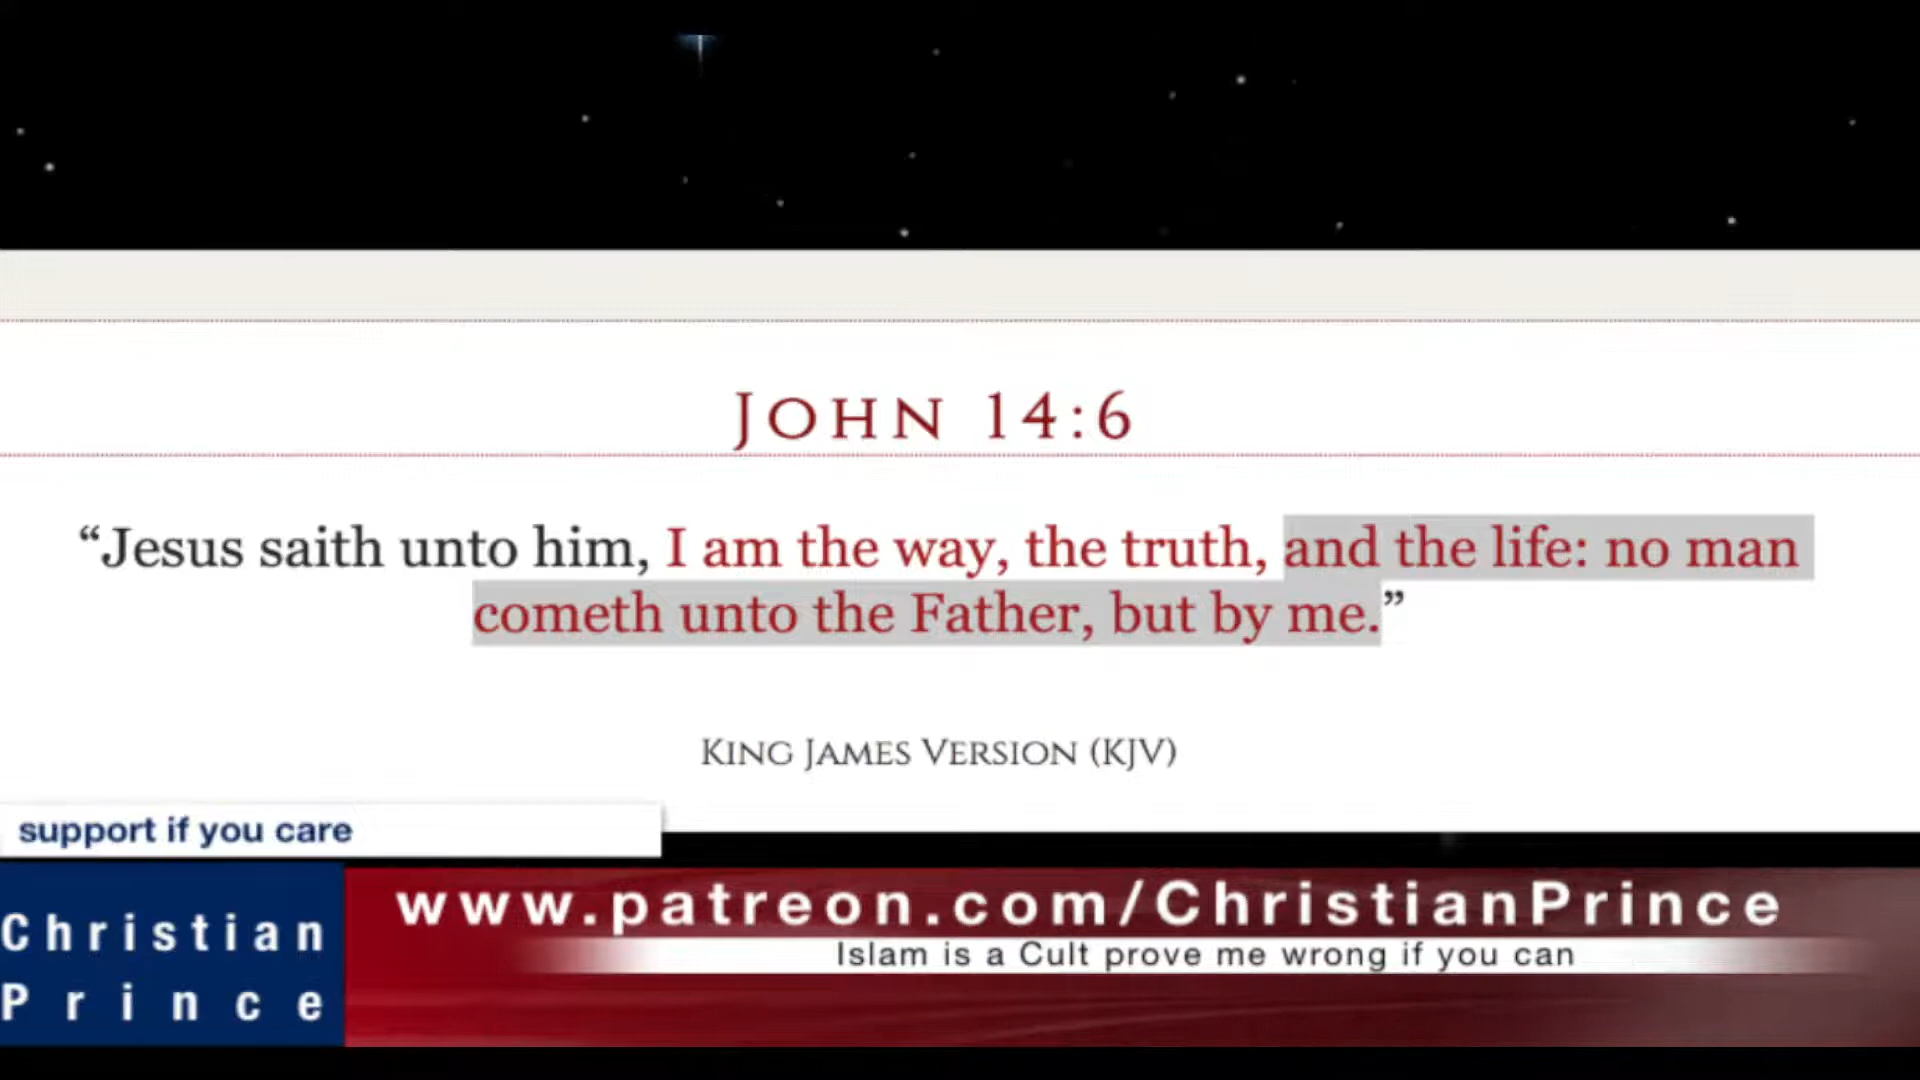 JOHN 14:6
“Jesus saith unto him, I am the way, the truth, and the life: no man
cometh unto the Father, but by me.”
KING JAMES VERSION (KJV)
support if you care
Christian
Prince
www.patreon.com/ChristianPrince
Islam is a Cult prove me wrong if you can